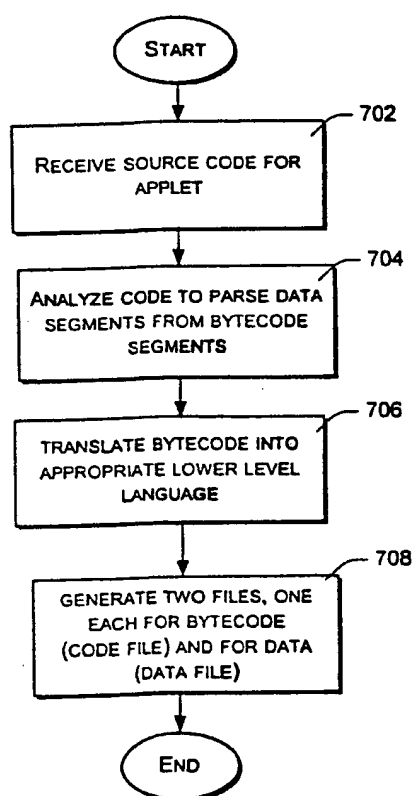 START
702
RECEIVE SOURCE CODE FOR
APPLET
704
ANALYZE CODE TO PARSE DATA
SEGMENTS FROM BYTECODE
SEGMENTS
706
TRANSLATE BYTECODE INTO
APPROPRIATE LOWER LEVEL
LANGUAGE
708
GENERATE TWO FILES, ONE
EACH FOR BYTECODE
(CODE FILE) AND FOR DATA
(DATA FILE)
END